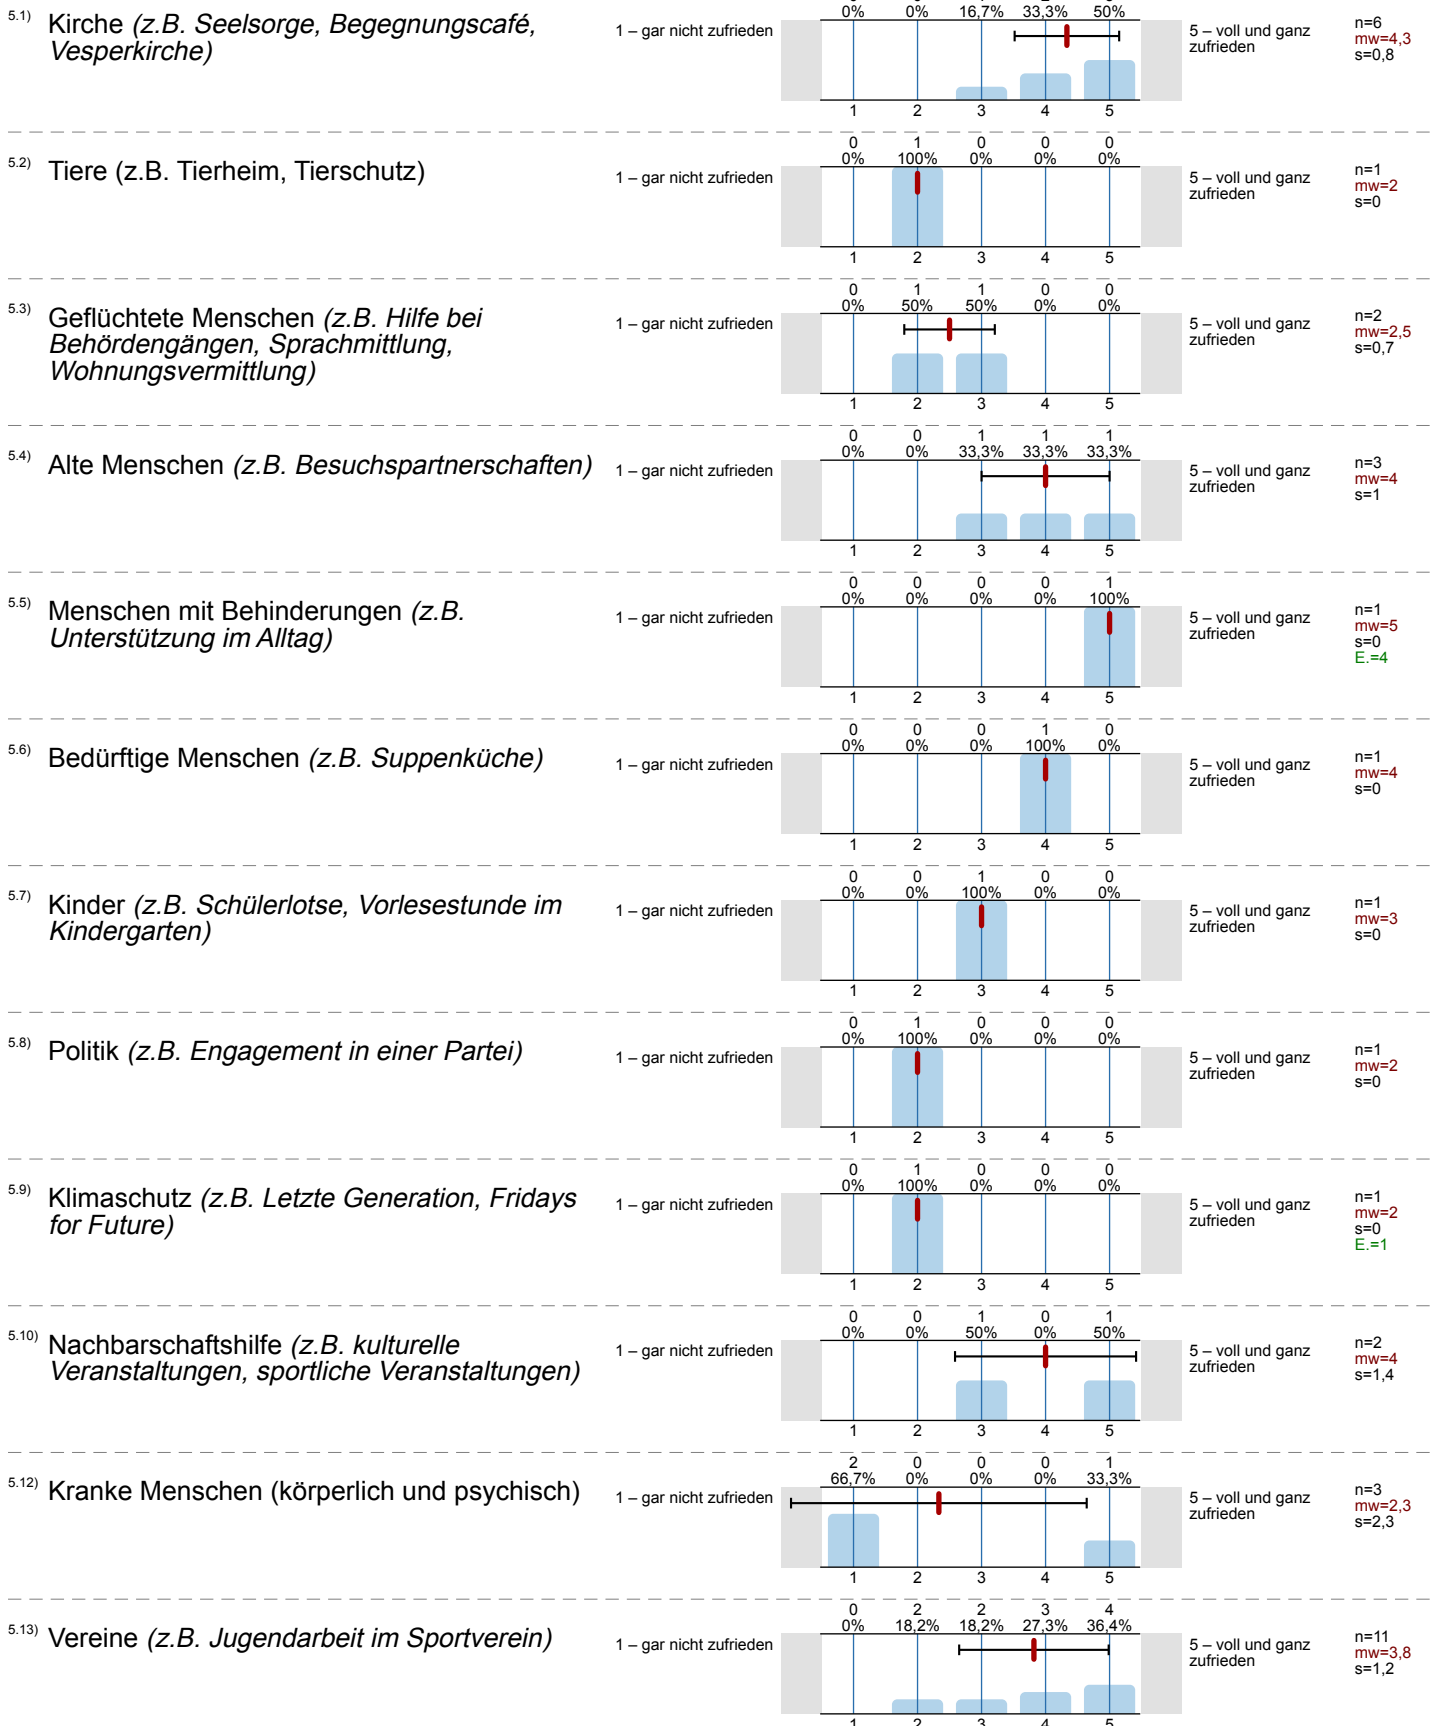 0 0 1 2 3
0% 0% 16,7% 33,3% 50%
5.1) Kirche (z.B. Seelsorge, Begegnungscafé,
Vesperkirche)
1 – gar nicht zufrieden
5 – voll und ganz
zufrieden
n=6
mw=4,3
s=0,8
1 2 3 4 5
0 1 0 0 0
0% 100% 0% 0% 0%
5.2) Tiere (z.B. Tierheim, Tierschutz)
1 – gar nicht zufrieden
5 – voll und ganz
zufrieden
n=1
mw=2
s=0
1 2 3 4 5
0 1 1 0 0
0% 50% 50% 0% 0%
5.3) Geflüchtete Menschen (z.B. Hilfe bei
Behördengängen, Sprachmittlung,
Wohnungsvermittlung)
1 – gar nicht zufrieden
5 – voll und ganz
zufrieden
n=2
mw=2,5
s=0,7
1 2 3 4 5
0 0 1 1 1
0% 0% 33,3% 33,3% 33,3%
5.4) Alte Menschen (z.B. Besuchspartnerschaften)
1 – gar nicht zufrieden
5 – voll und ganz
zufrieden
n=3
mw=4
s=1
1 2 3 4 5
0 0 0 0 1
0% 0% 0% 0% 100%
5.5) Menschen mit Behinderungen (z.B.
Unterstützung im Alltag)
1 – gar nicht zufrieden
5 – voll und ganz
zufrieden
n=1
mw=5
s=0
E.=4
1 2 3 4 5
0 0 0 1 0
0% 0% 0% 100% 0%
5.6) Bedürftige Menschen (z.B. Suppenküche)
1 – gar nicht zufrieden
5 – voll und ganz
zufrieden
n=1
mw=4
s=0
1 2 3 4 5
0 0 1 0 0
0% 0% 100% 0% 0%
5.7) Kinder (z.B. Schülerlotse, Vorlesestunde im
Kindergarten)
1 – gar nicht zufrieden
5 – voll und ganz
zufrieden
n=1
mw=3
s=0
1 2 3 4 5
0 1 0 0 0
0% 100% 0% 0% 0%
5.8) Politik (z.B. Engagement in einer Partei)
1 – gar nicht zufrieden
5 – voll und ganz
zufrieden
n=1
mw=2
s=0
1 2 3 4 5
0 1 0 0 0
0% 100% 0% 0% 0%
5.9) Klimaschutz (z.B. Letzte Generation, Fridays
for Future)
1 – gar nicht zufrieden
5 – voll und ganz
zufrieden
n=1
mw=2
s=0
E.=1
1 2 3 4 5
0 0 1 0 1
0% 0% 50% 0% 50%
5.10) Nachbarschaftshilfe (z.B. kulturelle
Veranstaltungen, sportliche Veranstaltungen)
1 – gar nicht zufrieden
5 – voll und ganz
zufrieden
n=2
mw=4
s=1,4
1 2 3 4 5
2 0 0 0 1
66,7% 0% 0% 0% 33,3%
5.12) Kranke Menschen (körperlich und psychisch)
1 – gar nicht zufrieden
5 – voll und ganz
zufrieden
n=3
mw=2,3
s=2,3
1 2 3 4 5
0 2 2 3 4
0% 18,2% 18,2% 27,3% 36,4%
5.13) Vereine (z.B. Jugendarbeit im Sportverein)
1 – gar nicht zufrieden
5 – voll und ganz
zufrieden
n=11
mw=3,8
s=1,2
1 2 3 4 5